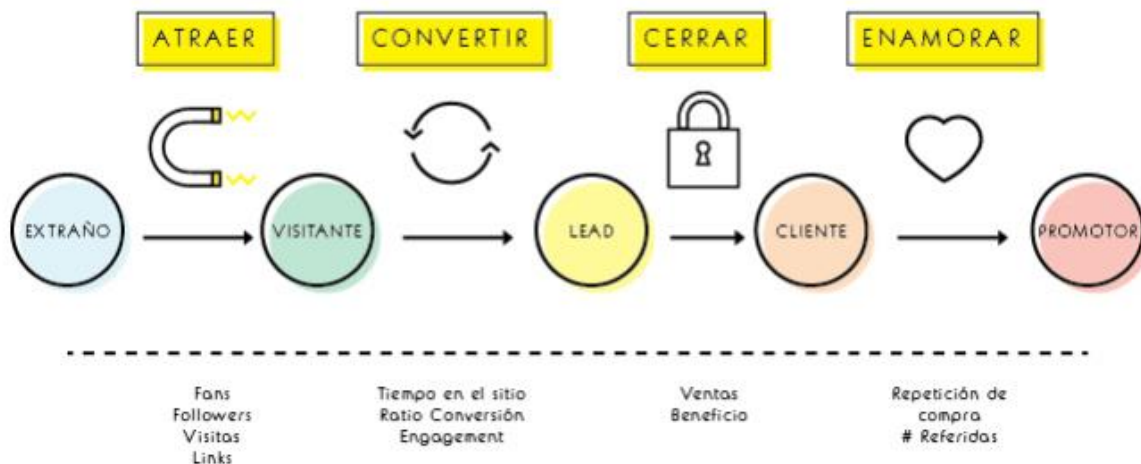 ATRAER
CONVERTIR
CERRAR
ENAMORAR
EXTRAÑO
VISITANTE
LEAD
CLIENTE
PROMOTOR
Fans
Followers
Visitas
Links
Tiempo en el sitio
Ratio Conversión
Engagement
Ventas
Beneficio
Repetición de
compra
# Referidas